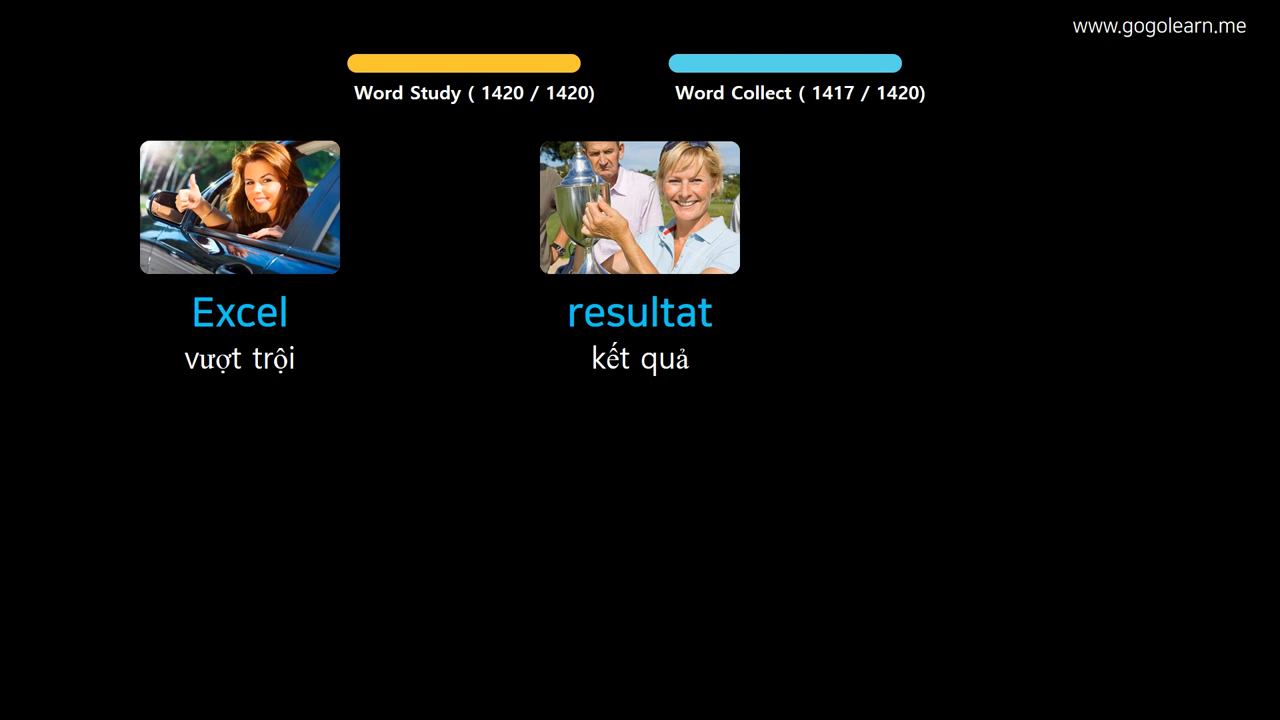 www.gogolearn.me
Word Study ( 1420 / 1420)
Word Collect ( 1417 / 1420)
Excel
vượt trội
resultat
kết quả